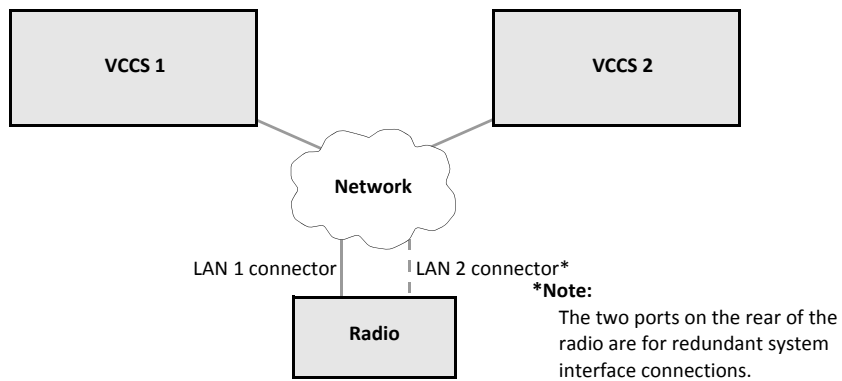 VCCS 1
VCCS 2
Network
LAN 1 connector
LAN 2 connector*
*Note:
The two ports on the rear of the
radio are for redundant system
interface connections.
Radio